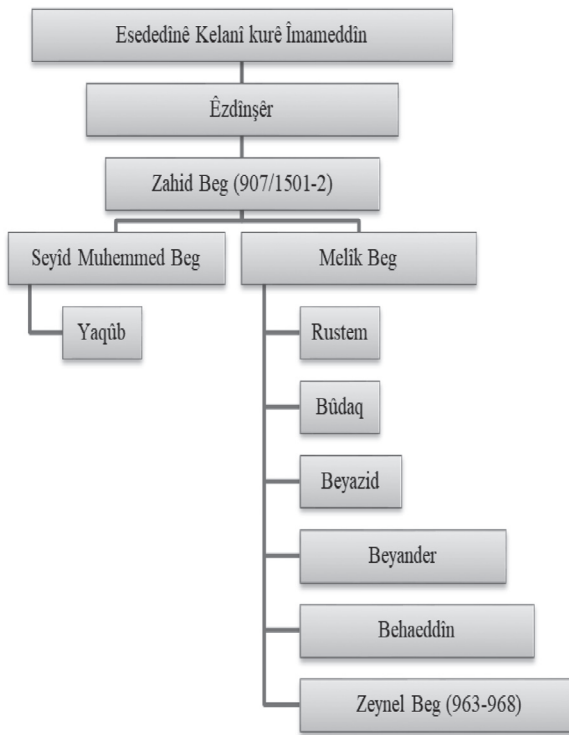 Esededînê Kelanî kurê Îmameddîn
Êzdînşêr
Zahid Beg (907/1501-2)
Seyîd Muhemmed Beg
Melîk Beg
Yaqûb
Rustem
Bûdaq
Beyazid
Beyander
Behaeddîn
Zeynel Beg (963-968)